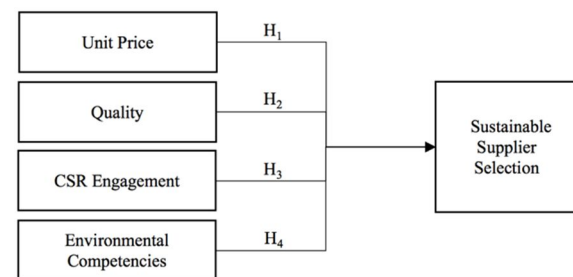 Unit Price
H₁
Quality
H₂
CSR Engagement
H₃
Environmental
Competencies
H₄
Sustainable
Supplier
Selection